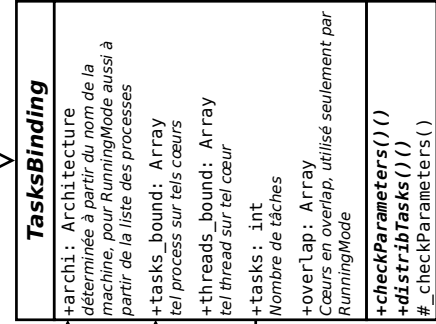 TasksBinding
+archi: Architecture
déterminée à partir du nom de la
machine, pour RunningMode aussi à
partir de la liste des processes
+tasks_bound: Array
tel process sur tels cœurs
+threads_bound: Array
tel thread sur tel cœur
+tasks: int
Nombre de tâches
+overlap: Array
Cœurs en overlap, utilisé seulement par
RunningMode
+checkParameters()()
+distribTasks()()
#_checkParameters()